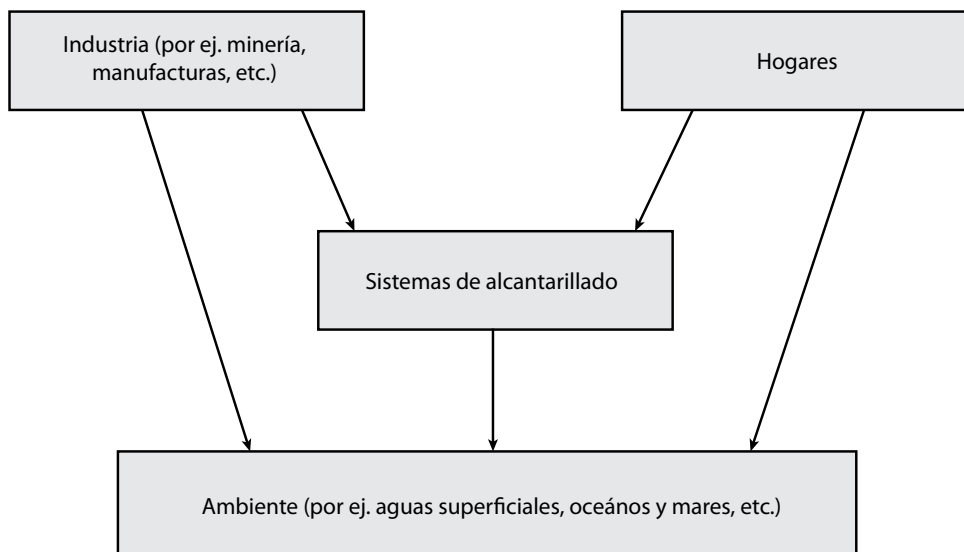 Industria (por ej. minería,
manufacturas, etc.)
Hogares
Sistemas de alcantarillado
Ambiente (por ej. aguas superficiales, oceános y mares, etc.)